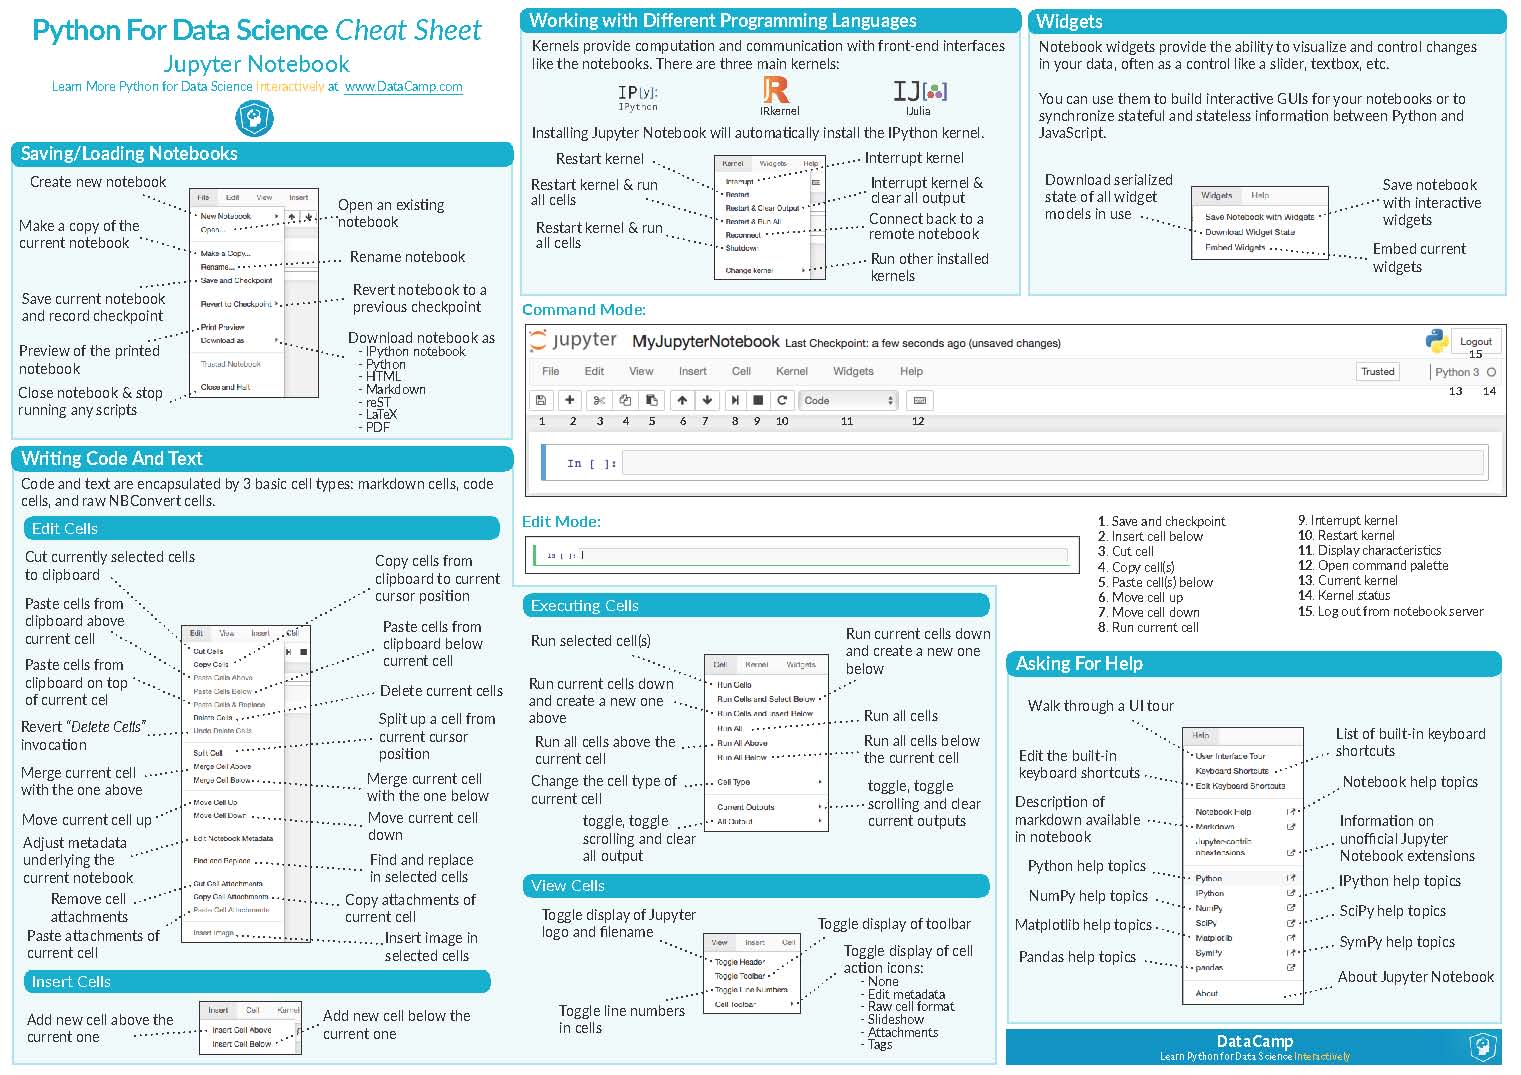 Python For Data Science Cheat Sheet
Jupyter Notebook
Learn More Python for Data Science Interactively at www.DataCamp.com
Saving/Loading Notebooks
Create new notebook
Make a copy of the
current notebook
Save current notebook
and record checkpoint
Preview of the printed
notebook
Close notebook & stop
running any scripts
File Edit View Insert
New Notebook
Open...
Make a Copy...
Rename...
Save and Checkpoint
Revert to Checkpoint
Print Preview
Download as
Trusted Notebook
Close and Halt
Open an existing
notebook
Rename notebook
Revert notebook to a
previous checkpoint
Download notebook as
- IPython notebook
- Python
- HTML
- Markdown
- reST
- LaTeX
- PDF
Writing Code And Text
Code and text are encapsulated by 3 basic cell types: markdown cells, code
cells, and raw NBConvert cells.
Edit Cells
Cut currently selected cells
to clipboard
Paste cells from
clipboard above
current cell
Paste cells from
clipboard on top
of current cel
Revert “Delete Cells”
invocation
Merge current cell
with the one above
Move current cell up
Adjust metadata
underlying the
current notebook
Remove cell
attachments
Paste attachments of
current cell
Edit View Insert Cell
Cut Cells
Copy Cells
Paste Cells Above
Paste Cells Below
Paste Cells & Replace
Delete Cells
Undo Delete Cells
Split Cell
Merge Cell Above
Merge Cell Below
Move Cell Up
Move Cell Down
Edit Notebook Metadata
Find and Replace
Cut Cell Attachments
Copy Cell Attachments
Paste Cell Attachments
Insert Image
Copy cells from
clipboard to current
cursor position
Paste cells from
clipboard below
current cell
Delete current cells
Split up a cell from
current cursor
position
Merge current cell
with the one below
Move current cell
down
Find and replace
in selected cells
Copy attachments of
current cell
Insert image in
selected cells
Insert Cells
Add new cell above the
current one
Insert Cell Kernel
Insert Cell Above
Insert Cell Below
Add new cell below the
current one
Working with Different Programming Languages
Kernels provide computation and communication with front-end interfaces
like the notebooks. There are three main kernels:
IP[y]:
IPython
R
IRkernel
IJ[]
IJulia
Installing Jupyter Notebook will automatically install the IPython kernel.
Restart kernel
Restart kernel & run
all cells
Restart kernel & run
all cells
Kernel Widgets Help
Interrupt
Restart
Restart & Clear Output
Restart & Run All
Reconnect
Shutdown
Change kernel
Interrupt kernel
Interrupt kernel &
clear all output
Connect back to a
remote notebook
Run other installed
kernels
Widgets
Notebook widgets provide the ability to visualize and control changes
in your data, often as a control like a slider, textbox, etc.
You can use them to build interactive GUIs for your notebooks or to
synchronize stateful and stateless information between Python and
JavaScript.
Download serialized
state of all widget
models in use
Widgets Help
Save Notebook with Widgets
Download Widget State
Embed Widgets
Save notebook
with interactive
widgets
Embed current
widgets
Command Mode:
jupyter MyJupyterNotebook Last Checkpoint: a few seconds ago (unsaved changes) Logout
15
File Edit View Insert Cell Kernel Widgets Help Trusted Python 3
13 14
Code
1 2 3 4 5 6 7 8 9 10 11 12
In [ ]:
Edit Mode:
In [ ]:
1. Save and checkpoint
2. Insert cell below
3. Cut cell
4. Copy cell(s)
5. Paste cell(s) below
6. Move cell up
7. Move cell down
8. Run current cell
9. Interrupt kernel
10. Restart kernel
11. Display characteristics
12. Open command palette
13. Current kernel
14. Kernel status
15. Log out from notebook server
Executing Cells
Run selected cell(s)
Run current cells down
and create a new one
above
Run all cells above the
current cell
Change the cell type of
current cell
toggle, toggle
scrolling and clear
all output
Cell Kernel Widgets
Run Cells
Run Cells and Select Below
Run Cells and Insert Below
Run All
Run All Above
Run All Below
Cell Type
Current Outputs
All Output
Run current cells down
and create a new one
below
Run all cells
Run all cells below
the current cell
toggle, toggle
scrolling and clear
current outputs
View Cells
Toggle display of Jupyter
logo and filename
Toggle line numbers
in cells
View Insert Cell
Toggle Header
Toggle Toolbar
Toggle Line Numbers
Cell Toolbar
Toggle display of toolbar
Toggle display of cell
action icons:
- None
- Edit metadata
- Raw cell format
- Slideshow
- Attachments
- Tags
Asking For Help
Walk through a UI tour
Edit the built-in
keyboard shortcuts
Description of
markdown available
in notebook
Python help topics
NumPy help topics
Matplotlib help topics
Pandas help topics
Help
User Interface Tour
Keyboard Shortcuts
Edit Keyboard Shortcuts
Notebook Help
Markdown
Jupyter-contrib
nbextensions
Python
IPython
NumPy
SciPy
Matplotlib
SymPy
pandas
About
List of built-in keyboard
shortcuts
Notebook help topics
Information on
unofficial Jupyter
Notebook extensions
IPython help topics
SciPy help topics
SymPy help topics
About Jupyter Notebook
DataCamp
Learn Python for Data Science Interactively